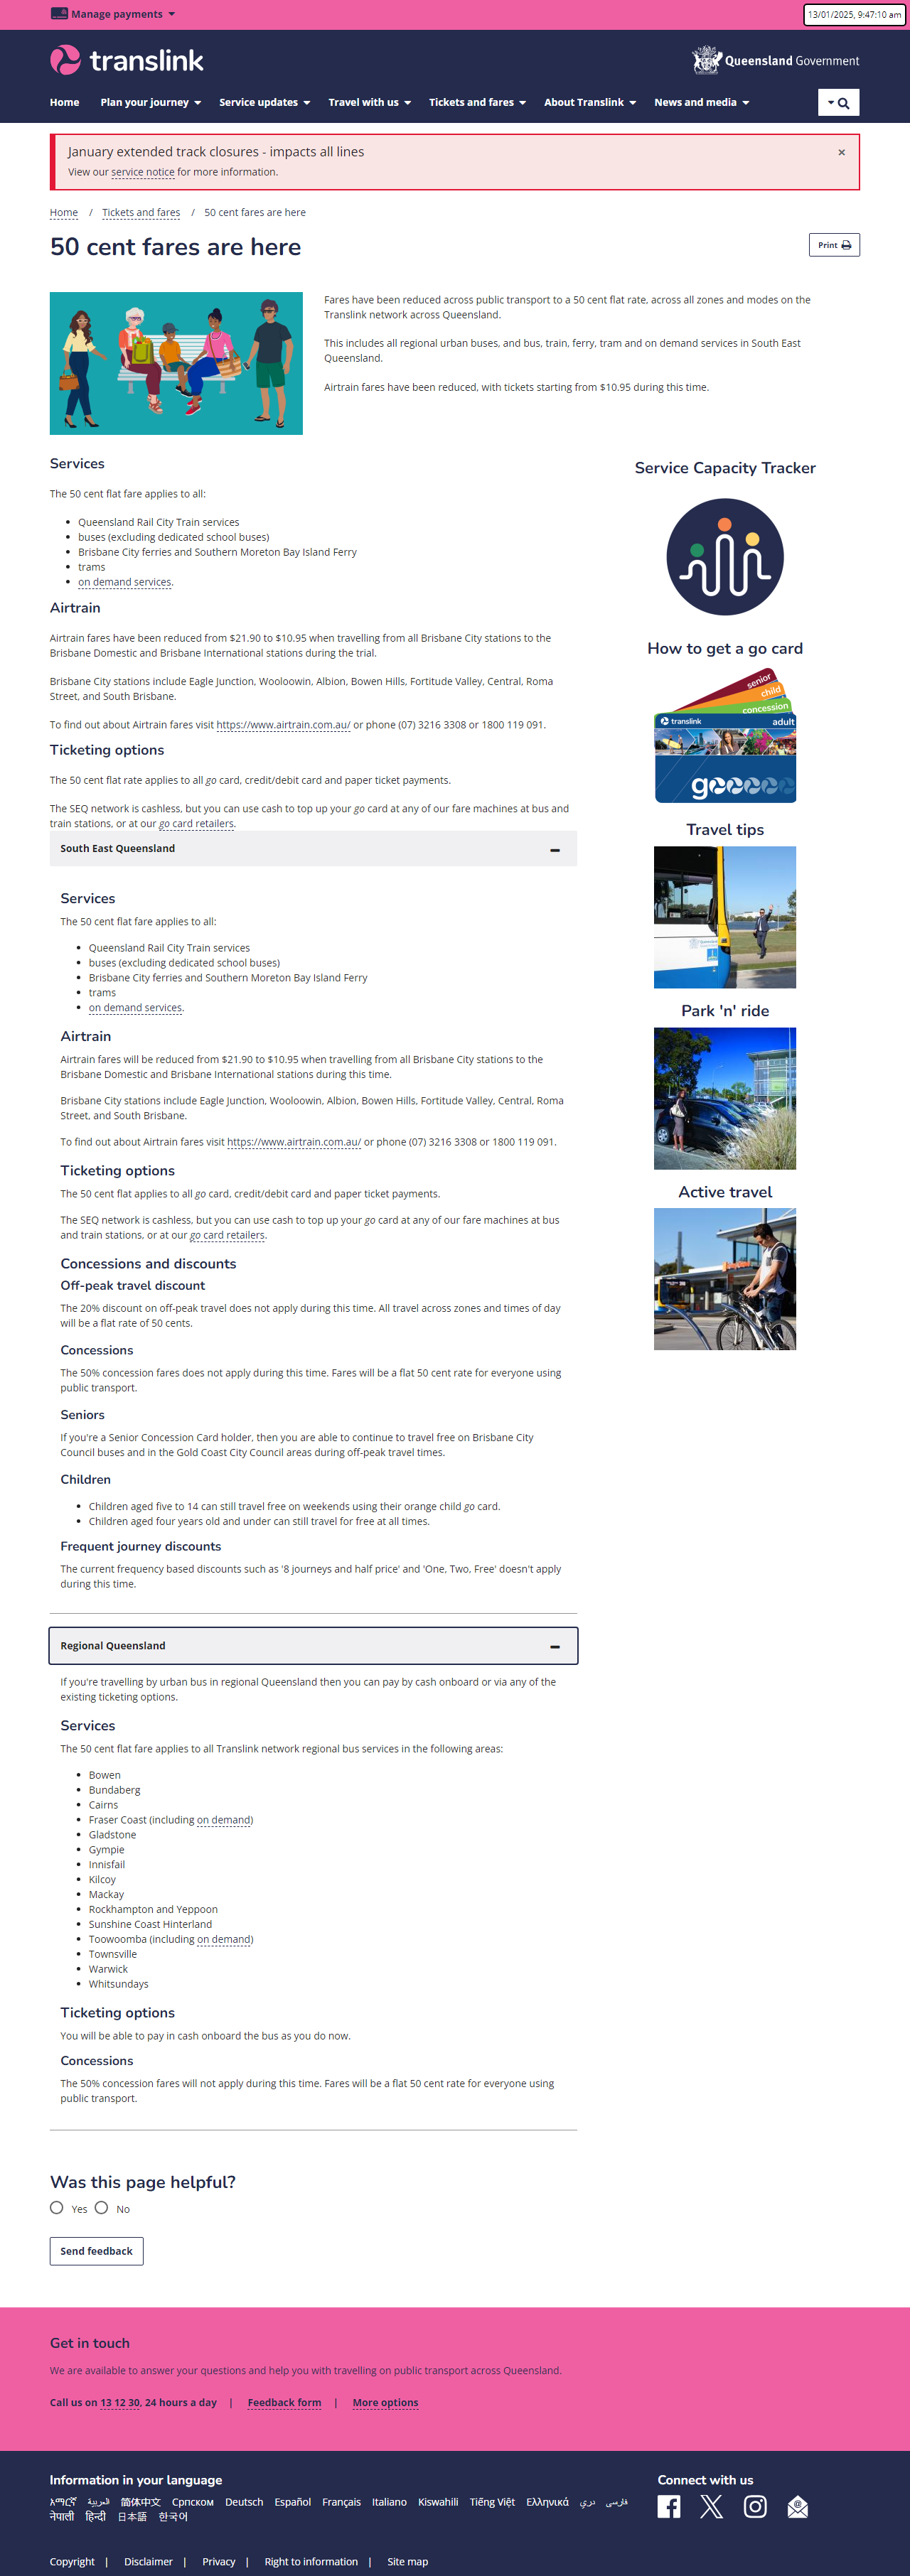 Manage payments
13/01/2025, 9:47:10 am
translink
Queensland Government
Home Plan your journey Service updates Travel with us Tickets and fares About Translink News and media
January extended track closures - impacts all lines
×
View our service notice for more information.
Home / Tickets and fares / 50 cent fares are here
50 cent fares are here
Print
Fares have been reduced across public transport to a 50 cent flat rate, across all zones and modes on the
Translink network across Queensland.
This includes all regional urban buses, and bus, train, ferry, tram and on demand services in South East
Queensland.
Airtrain fares have been reduced, with tickets starting from $10.95 during this time.
Services
The 50 cent flat fare applies to all:
• Queensland Rail City Train services
• buses (excluding dedicated school buses)
• Brisbane City ferries and Southern Moreton Bay Island Ferry
• trams
• on demand services.
Airtrain
Airtrain fares have been reduced from $21.90 to $10.95 when travelling from all Brisbane City stations to the
Brisbane Domestic and Brisbane International stations during the trial.
Brisbane City stations include Eagle Junction, Wooloowin, Albion, Bowen Hills, Fortitude Valley, Central, Roma
Street, and South Brisbane.
To find out about Airtrain fares visit https://www.airtrain.com.au/ or phone (07) 3216 3308 or 1800 119 091.
Ticketing options
The 50 cent flat rate applies to all go card, credit/debit card and paper ticket payments.
The SEQ network is cashless, but you can use cash to top up your go card at any of our fare machines at bus and
train stations, or at our go card retailers.
South East Queensland
Services
The 50 cent flat fare applies to all:
• Queensland Rail City Train services
• buses (excluding dedicated school buses)
• Brisbane City ferries and Southern Moreton Bay Island Ferry
• trams
• on demand services.
Airtrain
Airtrain fares will be reduced from $21.90 to $10.95 when travelling from all Brisbane City stations to the
Brisbane Domestic and Brisbane International stations during this time.
Brisbane City stations include Eagle Junction, Wooloowin, Albion, Bowen Hills, Fortitude Valley, Central, Roma
Street, and South Brisbane.
To find out about Airtrain fares visit https://www.airtrain.com.au/ or phone (07) 3216 3308 or 1800 119 091.
Ticketing options
The 50 cent flat applies to all go card, credit/debit card and paper ticket payments.
The SEQ network is cashless, but you can use cash to top up your go card at any of our fare machines at bus
and train stations, or at our go card retailers.
Concessions and discounts
Off-peak travel discount
The 20% discount on off-peak travel does not apply during this time. All travel across zones and times of day
will be a flat rate of 50 cents.
Concessions
The 50% concession fares does not apply during this time. Fares will be a flat 50 cent rate for everyone using
public transport.
Seniors
If you're a Senior Concession Card holder, then you are able to continue to travel free on Brisbane City
Council buses and in the Gold Coast City Council areas during off-peak travel times.
Children
• Children aged five to 14 can still travel free on weekends using their orange child go card.
• Children aged four years old and under can still travel for free at all times.
Frequent journey discounts
The current frequency based discounts such as '8 journeys and half price' and 'One, Two, Free' doesn't apply
during this time.
Regional Queensland
If you're travelling by urban bus in regional Queensland then you can pay by cash onboard or via any of the
existing ticketing options.
Services
The 50 cent flat fare applies to all Translink network regional bus services in the following areas:
• Bowen
• Bundaberg
• Cairns
• Fraser Coast (including on demand)
• Gladstone
• Gympie
• Innisfail
• Kilcoy
• Mackay
• Rockhampton and Yeppoon
• Sunshine Coast Hinterland
• Toowoomba (including on demand)
• Townsville
• Warwick
• Whitsundays
Ticketing options
You will be able to pay in cash onboard the bus as you do now.
Concessions
The 50% concession fares will not apply during this time. Fares will be a flat 50 cent rate for everyone using
public transport.
Service Capacity Tracker
How to get a go card
senior
child
concession
translink adult
go
Travel tips
Park 'n' ride
Active travel
Was this page helpful?
Yes No
Send feedback
Get in touch
We are available to answer your questions and help you with travelling on public transport across Queensland.
Call us on 13 12 30, 24 hours a day | Feedback form | More options
Information in your language
አማርኛ العربية 简体中文 Српском Deutsch Español Français Italiano Kiswahili Tiếng Việt Ελληνικά دری فارسی
नेपाली हिन्दी 日本語 한국어
Connect with us
Copyright | Disclaimer | Privacy | Right to information | Site map